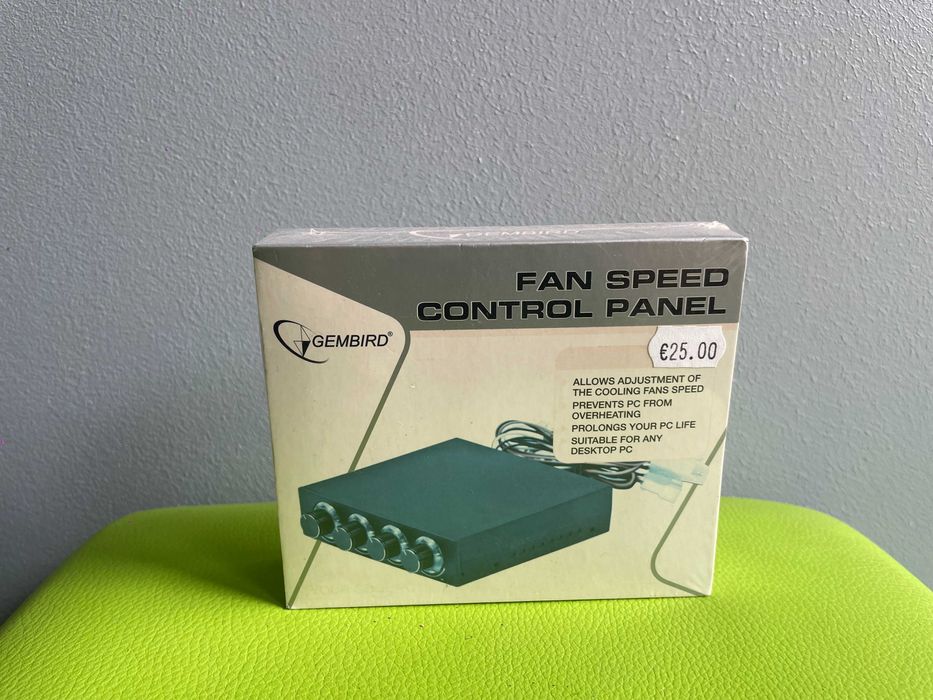 GEMBIRD
FAN SPEED
CONTROL PANEL
GEMBIRD®
€25.00
ALLOWS ADJUSTMENT OF
THE COOLING FANS SPEED
PREVENTS PC FROM
OVERHEATING
PROLONGS YOUR PC LIFE
SUITABLE FOR ANY
DESKTOP PC